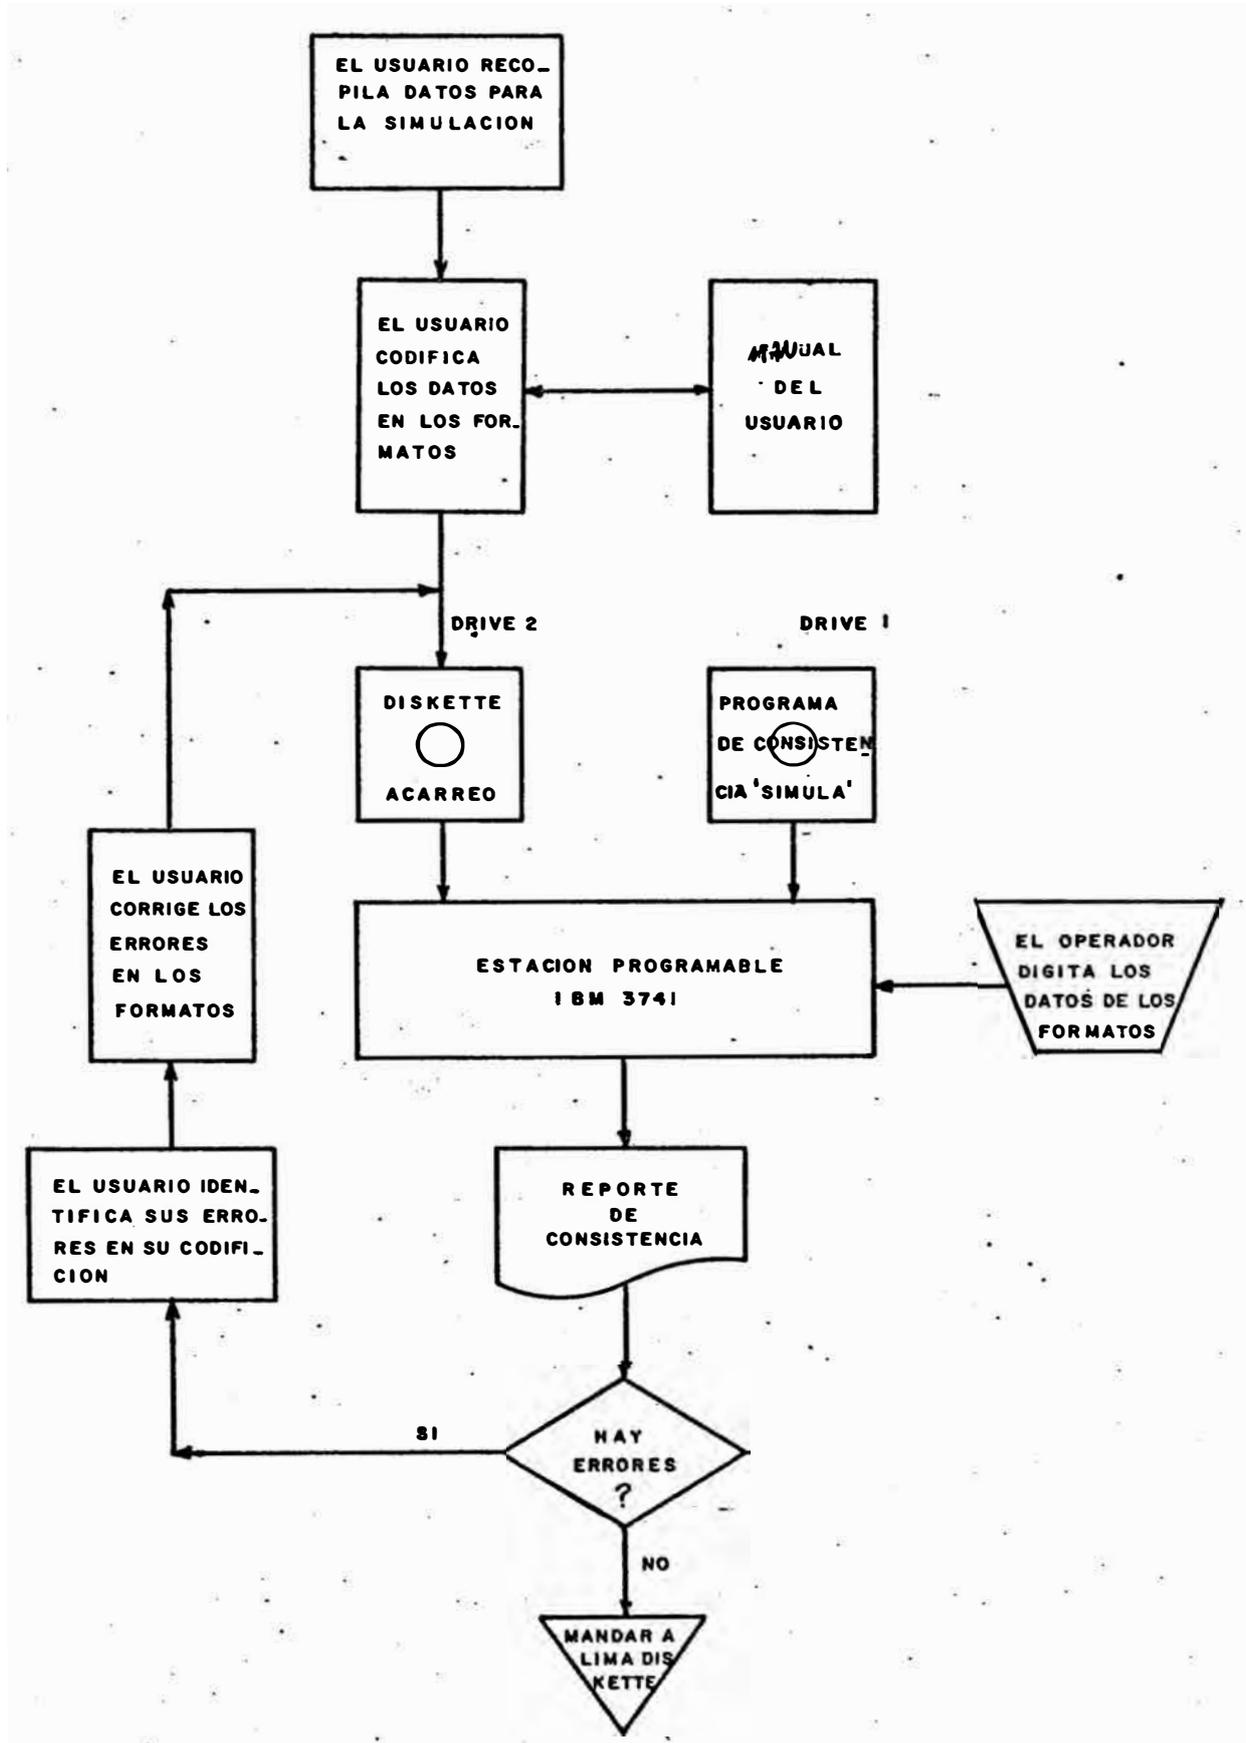 EL USUARIO RECO_
PILA DATOS PARA
LA SIMULACION
EL USUARIO
CODIFICA
LOS DATOS
EN LOS FOR_
MATOS
MANUAL
DEL
USUARIO
DRIVE 2
DRIVE 1
DISKETTE
ACARREO
PROGRAMA
DE CONSISTEN
CIA 'SIMULA'
EL USUARIO
CORRIGE LOS
ERRORES
EN LOS
FORMATOS
ESTACION PROGRAMABLE
IBM 3741
EL OPERADOR
DIGITA LOS
DATOS DE LOS
FORMATOS
EL USUARIO IDEN_
TIFICA SUS ERRO_
RES EN SU CODIFI_
CION
REPORTE
DE
CONSISTENCIA
SI
HAY
ERRORES
?
NO
MANDAR A
LIMA DIS
KETTE